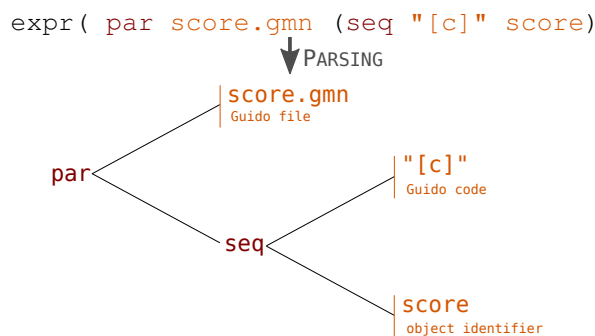 expr( par score.gmn (seq "[c]" score)
PARSING
score.gmn
Guido file
"[c]"
Guido code
par
seq
score
object identifier